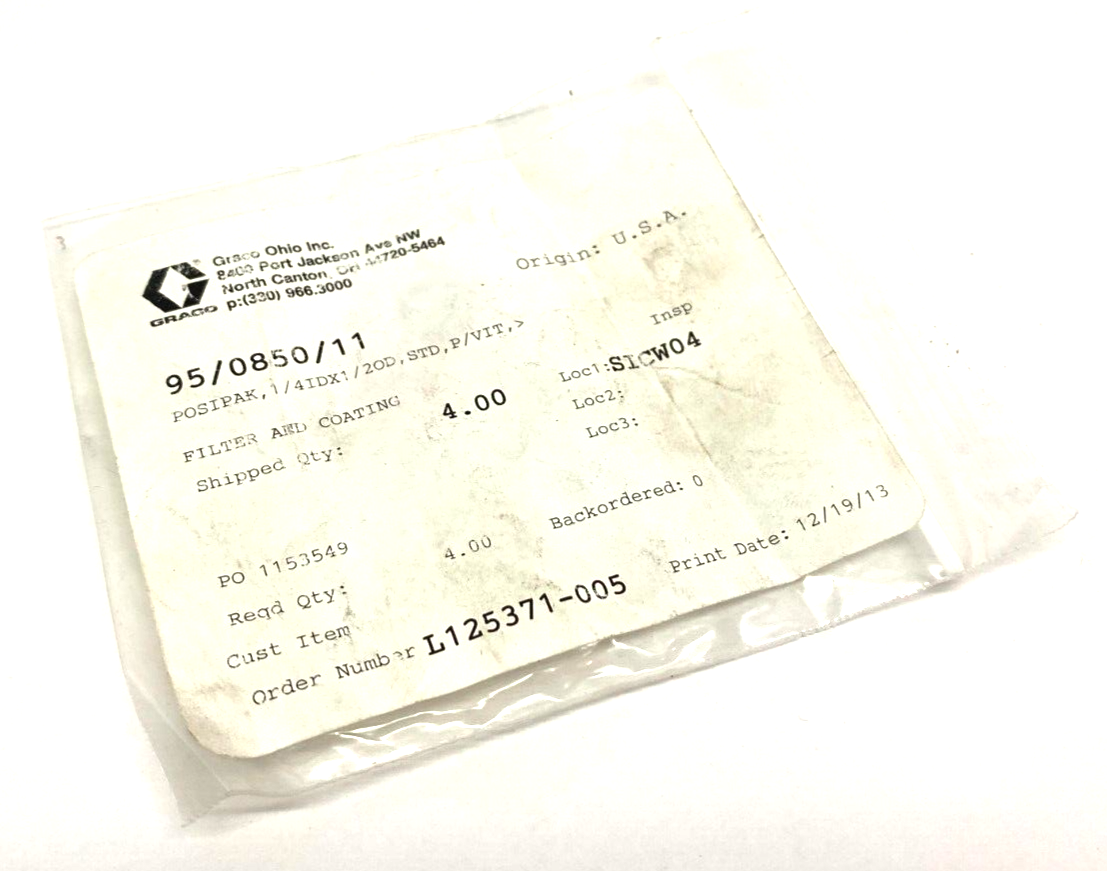 Graco Ohio Inc.
8400 Port Jackson Ave NW
North Canton, OH 44720-5464
p:(330) 966.3000
GRACO
Origin: U.S.A.
95/0850/11
POSIPAK,1/4IDX1/2OD,STD,P/VIT,>
Insp
FILTER AND COATING
4.00
Loc1:SICW04
Shipped Qty:
Loc2:
Loc3:
PO 1153549
4.00
Backordered: 0
Reqd Qty:
Print Date: 12/19/13
Cust Item
Order Number L125371-005